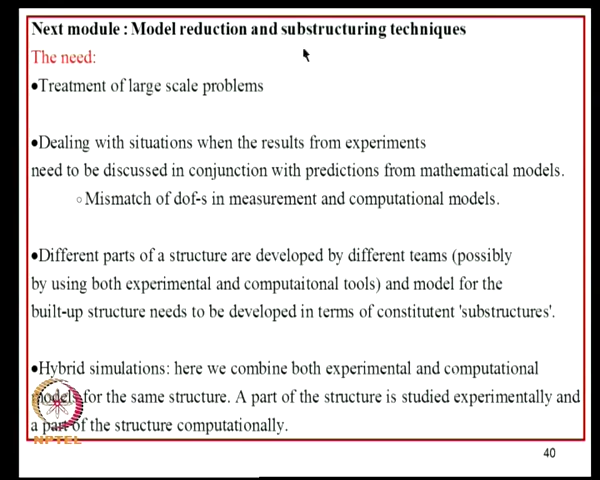 Next module : Model reduction and substructuring techniques
The need:
•Treatment of large scale problems
•Dealing with situations when the results from experiments
need to be discussed in conjunction with predictions from mathematical models.
○Mismatch of dof-s in measurement and computational models.
•Different parts of a structure are developed by different teams (possibly
by using both experimental and computaitonal tools) and model for the
built-up structure needs to be developed in terms of constitutent 'substructures'.
•Hybrid simulations: here we combine both experimental and computational
models for the same structure. A part of the structure is studied experimentally and
a part of the structure computationally.
NPTEL
40